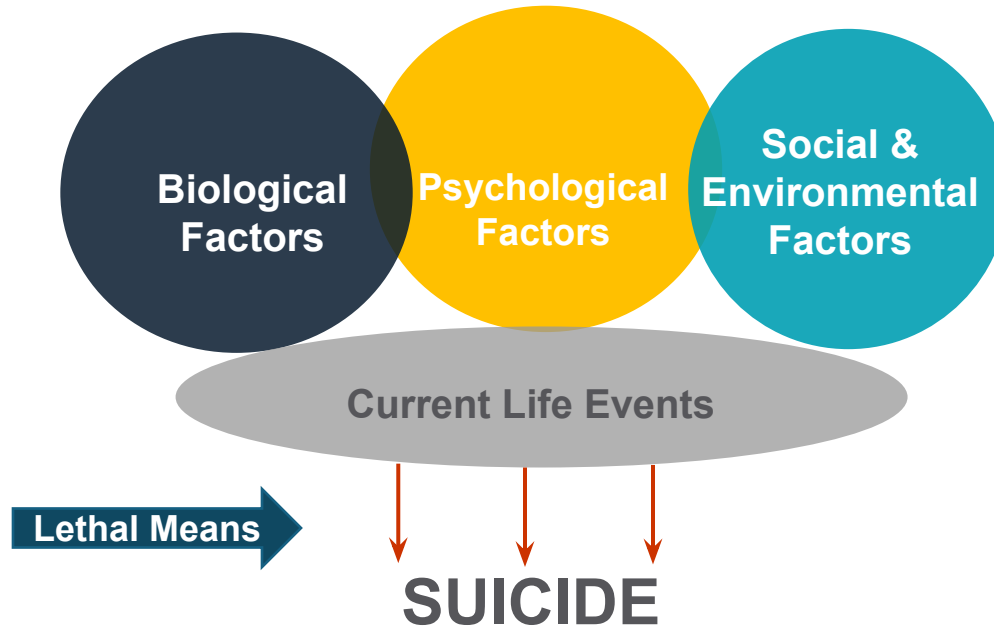 Biological
Factors
Psychological
Factors
Social &
Environmental
Factors
Current Life Events
Lethal Means
SUICIDE